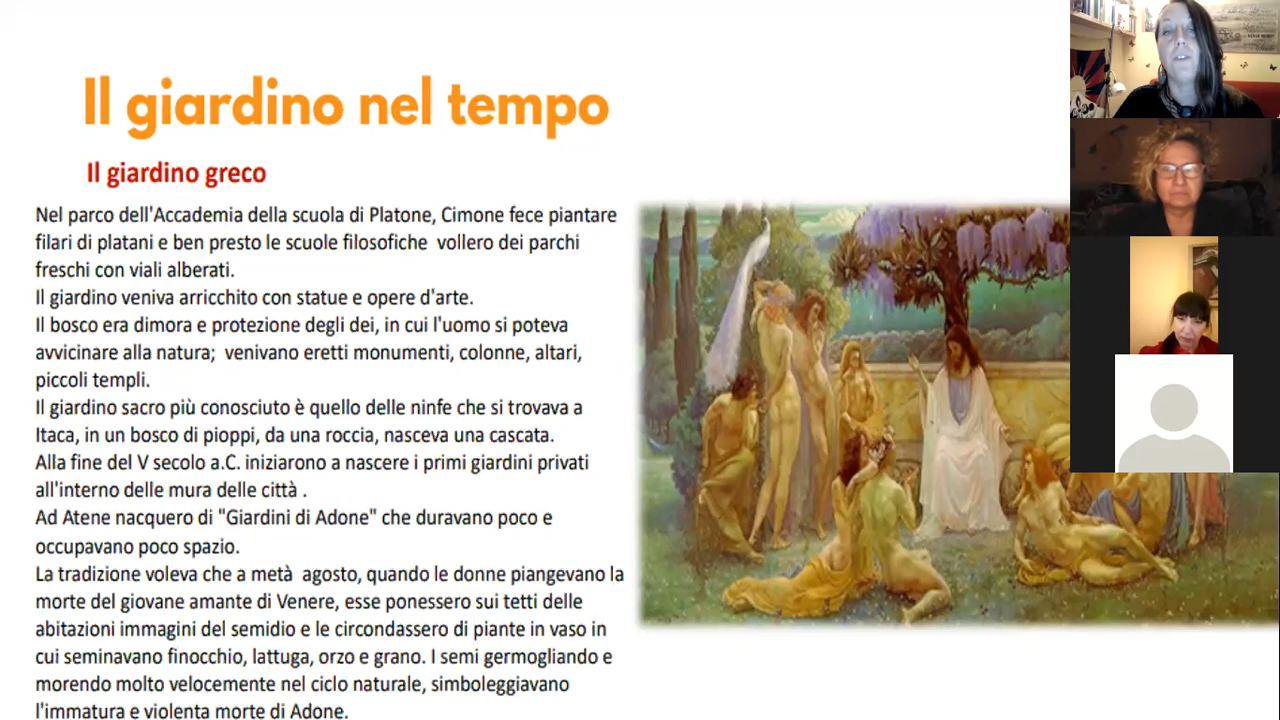 Il giardino nel tempo
Il giardino greco
Nel parco dell'Accademia della scuola di Platone, Cimone fece piantare
filari di platani e ben presto le scuole filosofiche vollero dei parchi
freschi con viali alberati.
Il giardino veniva arricchito con statue e opere d'arte.
Il bosco era dimora e protezione degli dei, in cui l'uomo si poteva
avvicinare alla natura; venivano eretti monumenti, colonne, altari,
piccoli templi.
Il giardino sacro più conosciuto è quello delle ninfe che si trovava a
Itaca, in un bosco di pioppi, da una roccia, nasceva una cascata.
Alla fine del V secolo a.C. iniziarono a nascere i primi giardini privati
all'interno delle mura delle città .
Ad Atene nacquero di "Giardini di Adone" che duravano poco e
occupavano poco spazio.
La tradizione voleva che a metà agosto, quando le donne piangevano la
morte del giovane amante di Venere, esse ponessero sui tetti delle
abitazioni immagini del semidio e le circondassero di piante in vaso in
cui seminavano finocchio, lattuga, orzo e grano. I semi germogliando e
morendo molto velocemente nel ciclo naturale, simboleggiavano
l'immatura e violenta morte di Adone.